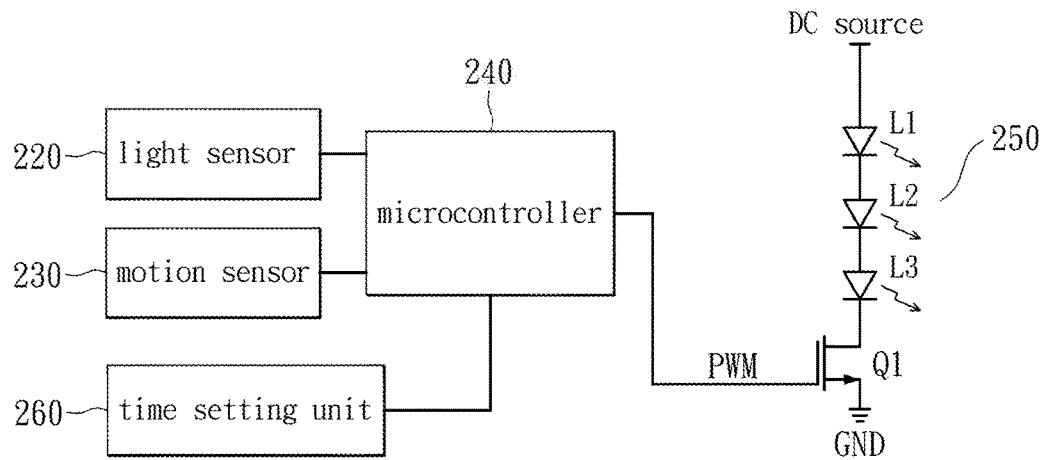 DC source
240
L1
220
light sensor
250
L2
microcontroller
L3
230
motion sensor
PWM
Q1
260
time setting unit
GND